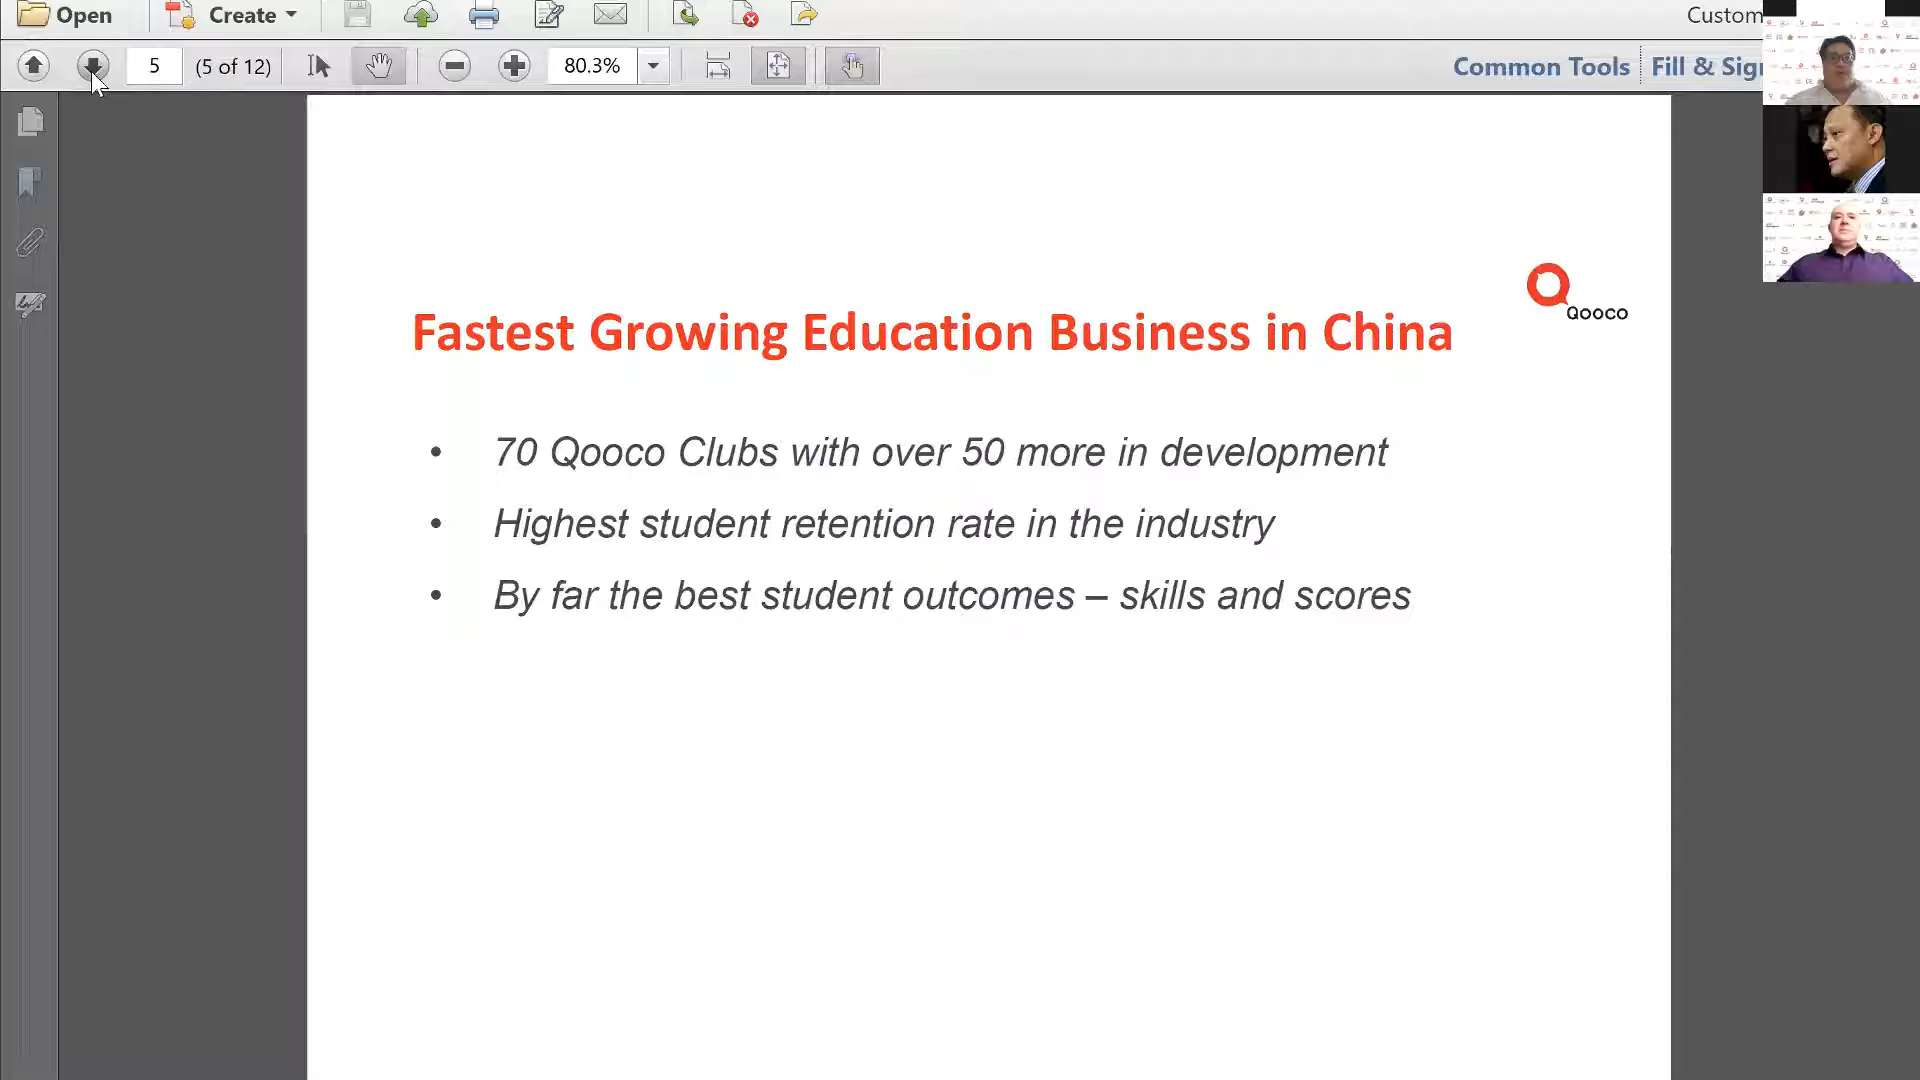 Open
Create
Custom
5
(5 of 12)
80.3%
Common Tools
Fill &
Qooco
Fastest Growing Education Business in China
• 70 Qooco Clubs with over 50 more in development
• Highest student retention rate in the industry
• By far the best student outcomes – skills and scores